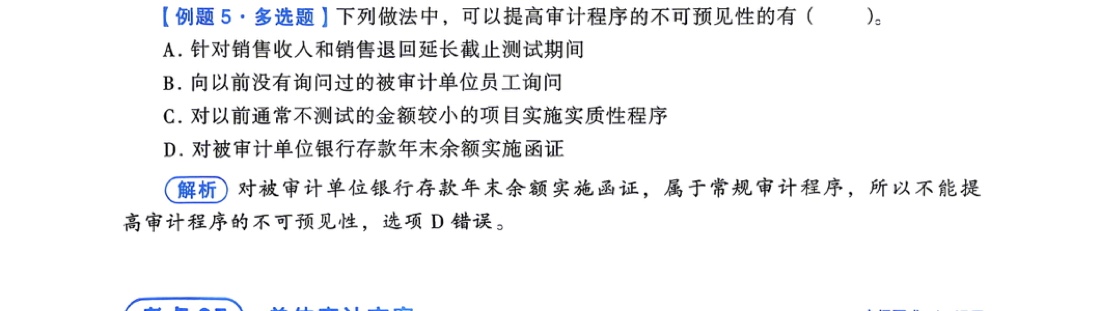 【例题 5·多选题】下列做法中，可以提高审计程序的不可预见性的有（　　）。
A. 针对销售收入和销售退回延长截止测试期间
B. 向以前没有询问过的被审计单位员工询问
C. 对以前通常不测试的金额较小的项目实施实质性程序
D. 对被审计单位银行存款年末余额实施函证
解析 对被审计单位银行存款年末余额实施函证，属于常规审计程序，所以不能提
高审计程序的不可预见性，选项 D 错误。